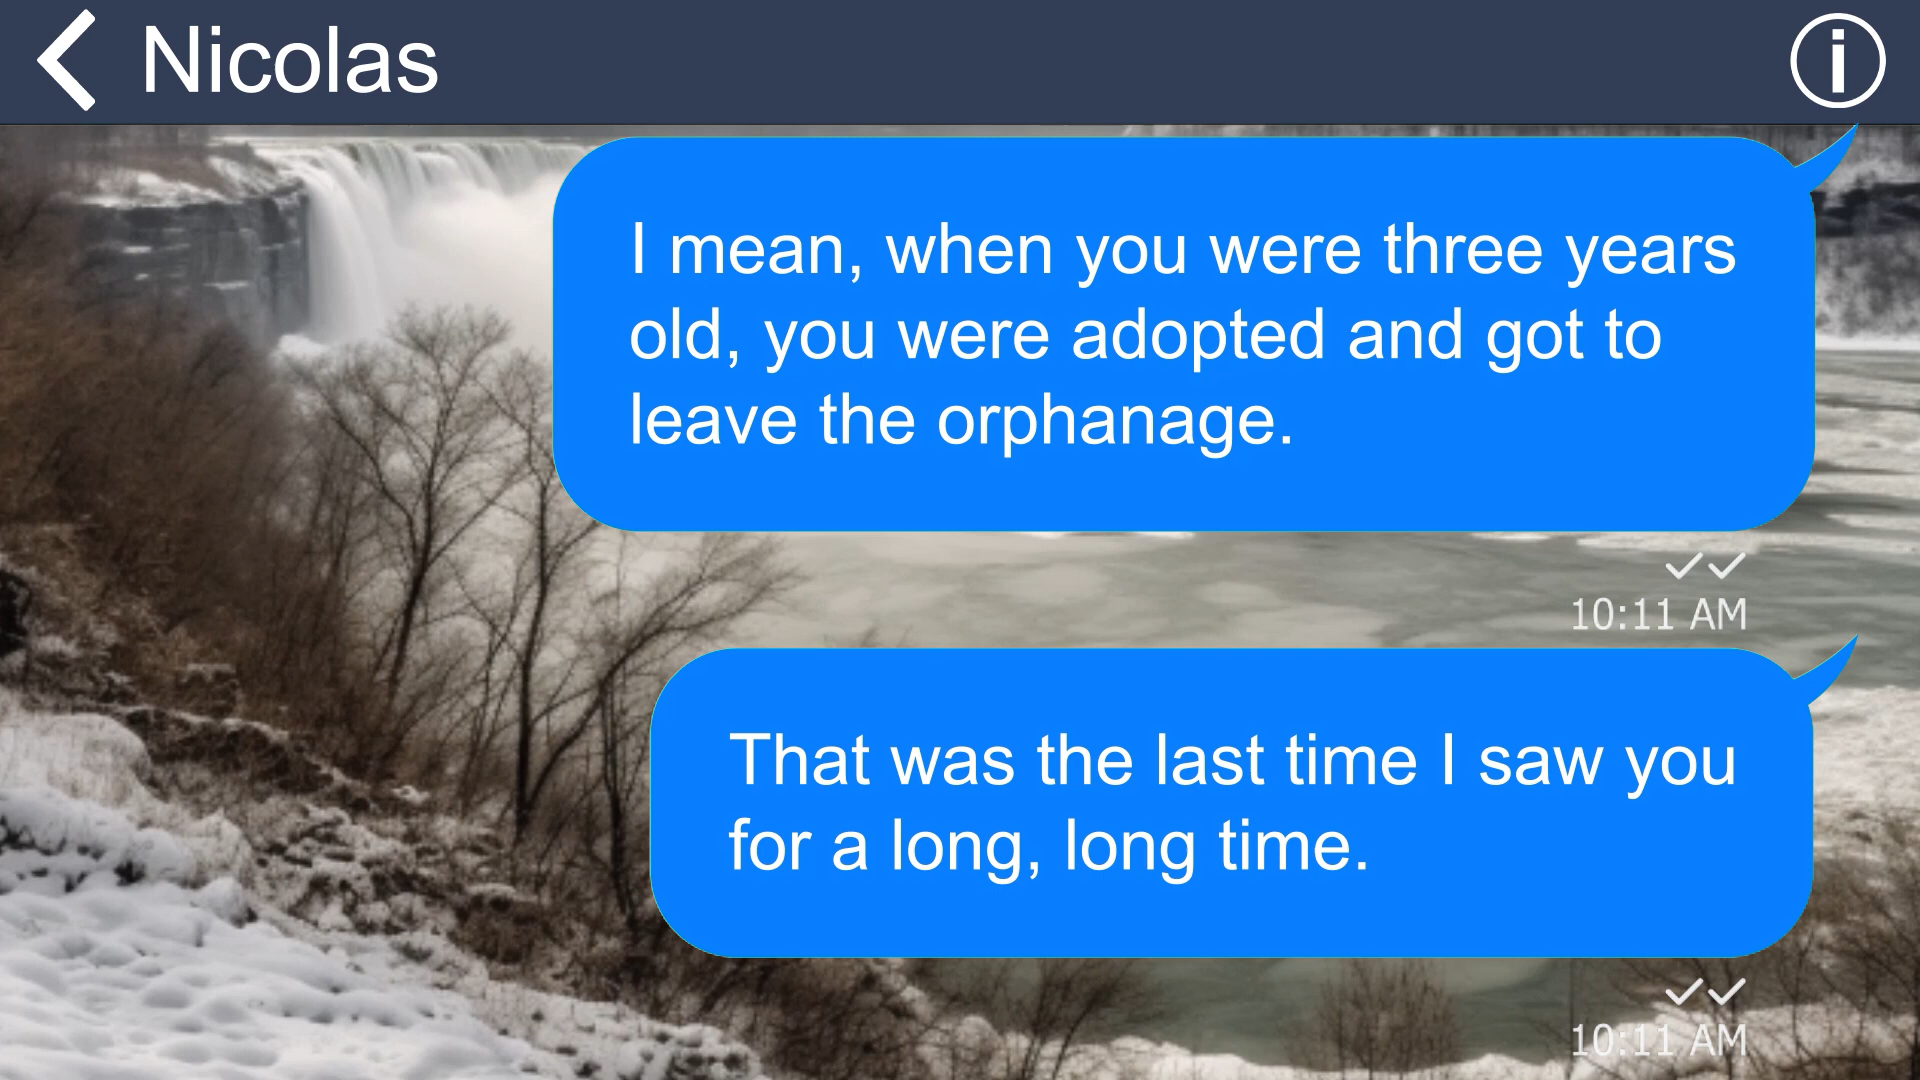 Nicolas
I mean, when you were three years
old, you were adopted and got to
leave the orphanage.
10:11 AM
That was the last time I saw you
for a long, long time.
10:11 AM